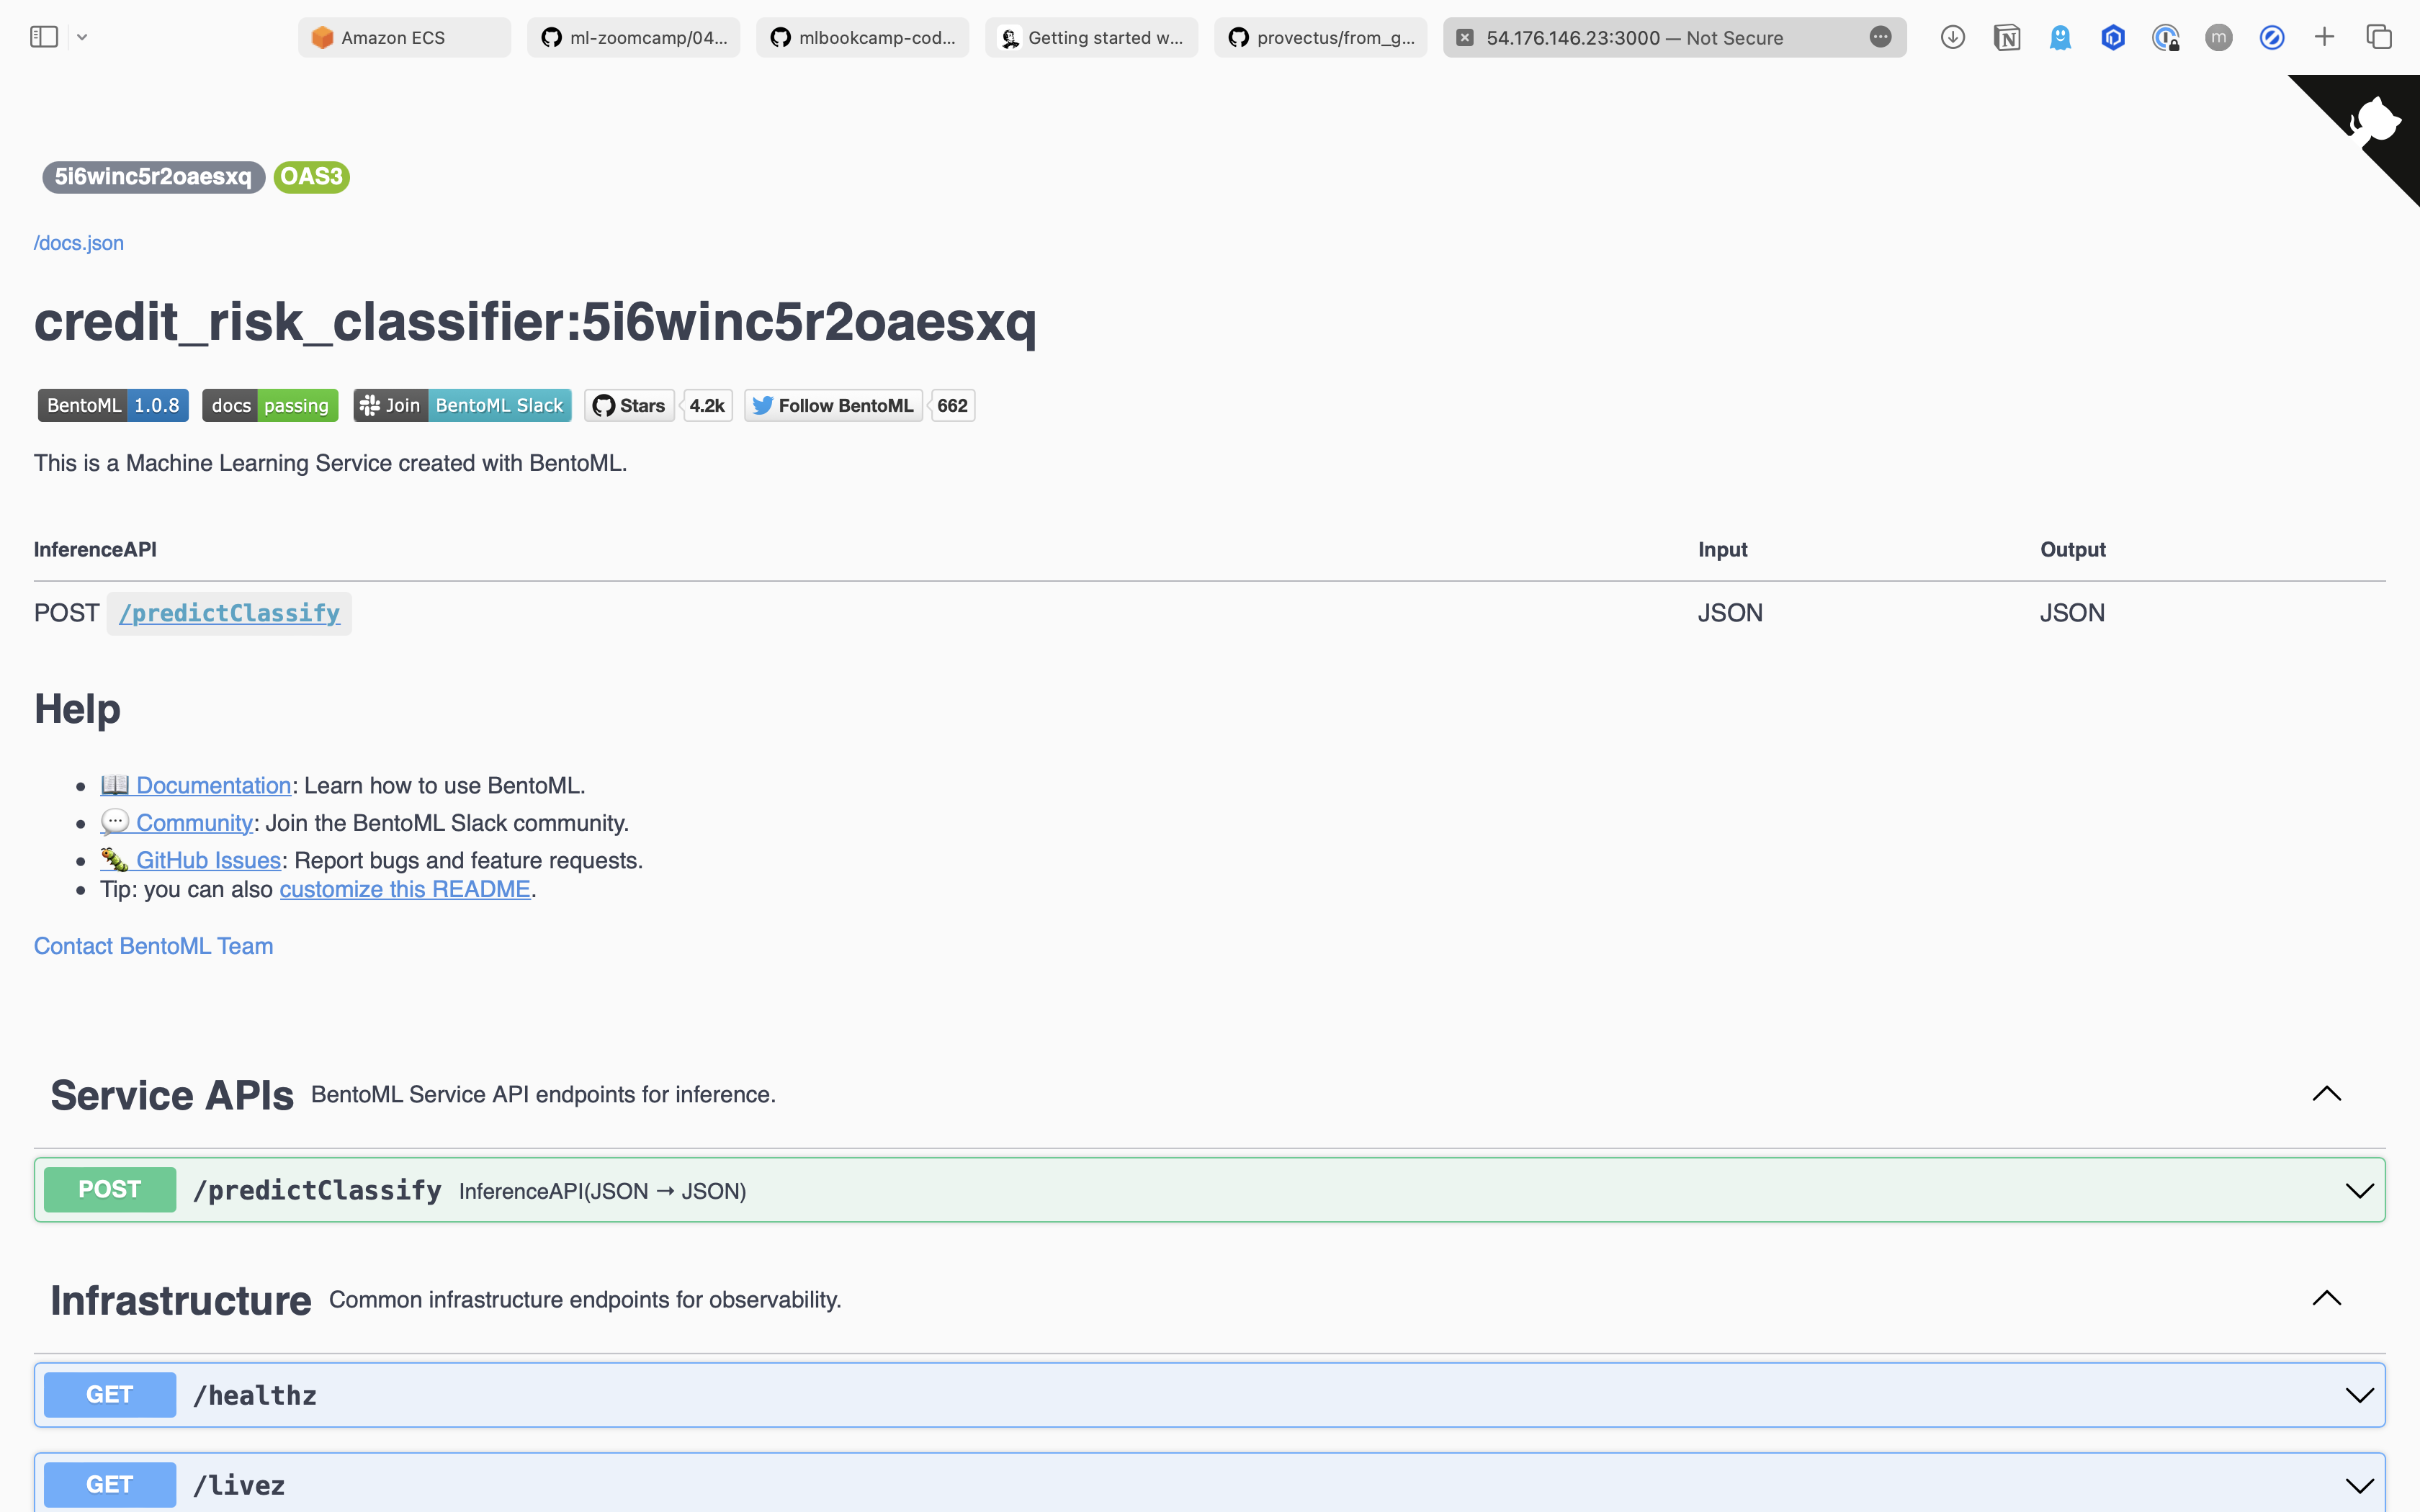 Amazon ECS
ml-zoomcamp/04...
mlbookcamp-cod...
Getting started w...
provectus/from_g...
54.176.146.23:3000 — Not Secure
m
5i6winc5r2oaesxq OAS3
/docs.json
credit_risk_classifier:5i6winc5r2oaesxq
BentoML 1.0.8 docs passing Join BentoML Slack Stars 4.2k Follow BentoML 662
This is a Machine Learning Service created with BentoML.
InferenceAPI Input Output
POST /predictClassify JSON JSON
Help
• 📖 Documentation: Learn how to use BentoML.
• 💬 Community: Join the BentoML Slack community.
• 🐛 GitHub Issues: Report bugs and feature requests.
• Tip: you can also customize this README.
Contact BentoML Team
Service APIs BentoML Service API endpoints for inference.
POST /predictClassify InferenceAPI(JSON → JSON)
Infrastructure Common infrastructure endpoints for observability.
GET /healthz
GET /livez